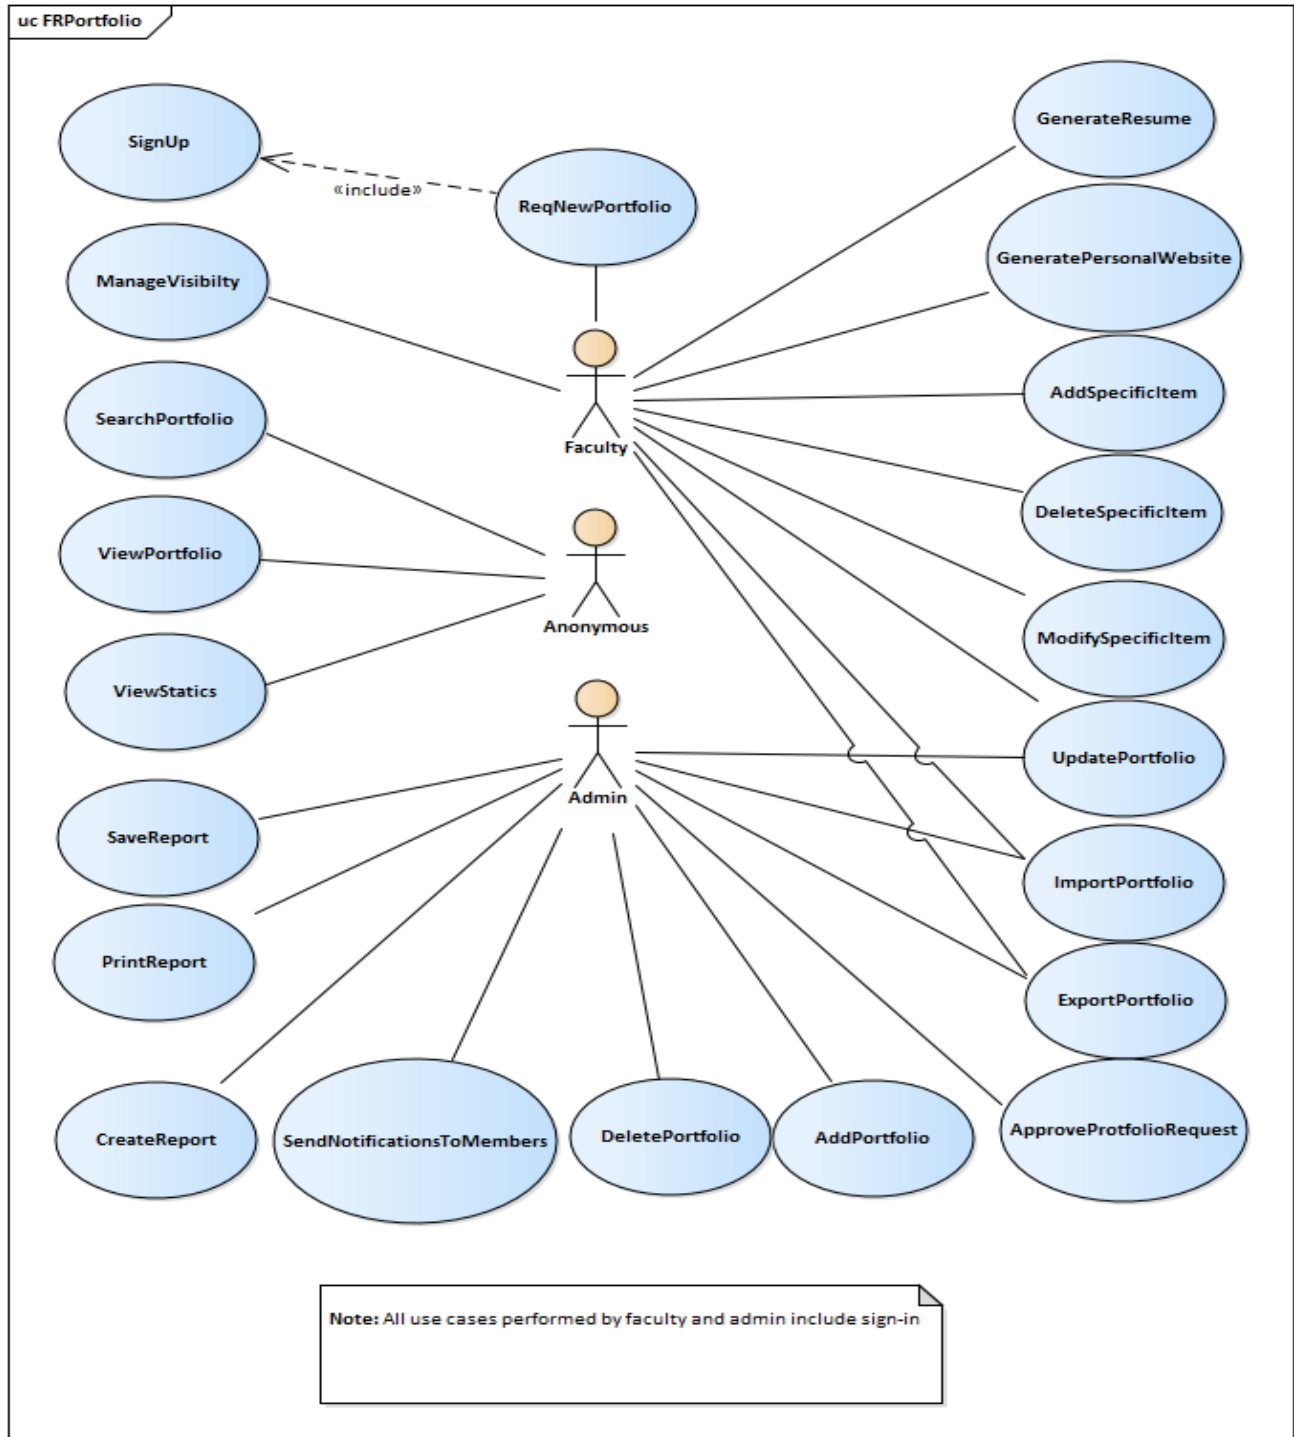 uc FRPortfolio
SignUp
«include»
ReqNewPortfolio
GenerateResume
ManageVisibilty
GeneratePersonalWebsite
Faculty
AddSpecificItem
SearchPortfolio
DeleteSpecificItem
ViewPortfolio
Anonymous
ModifySpecificItem
ViewStatics
UpdatePortfolio
Admin
SaveReport
ImportPortfolio
PrintReport
ExportPortfolio
CreateReport
SendNotificationsToMembers
DeletePortfolio
AddPortfolio
ApproveProtfolioRequest
Note: All use cases performed by faculty and admin include sign-in